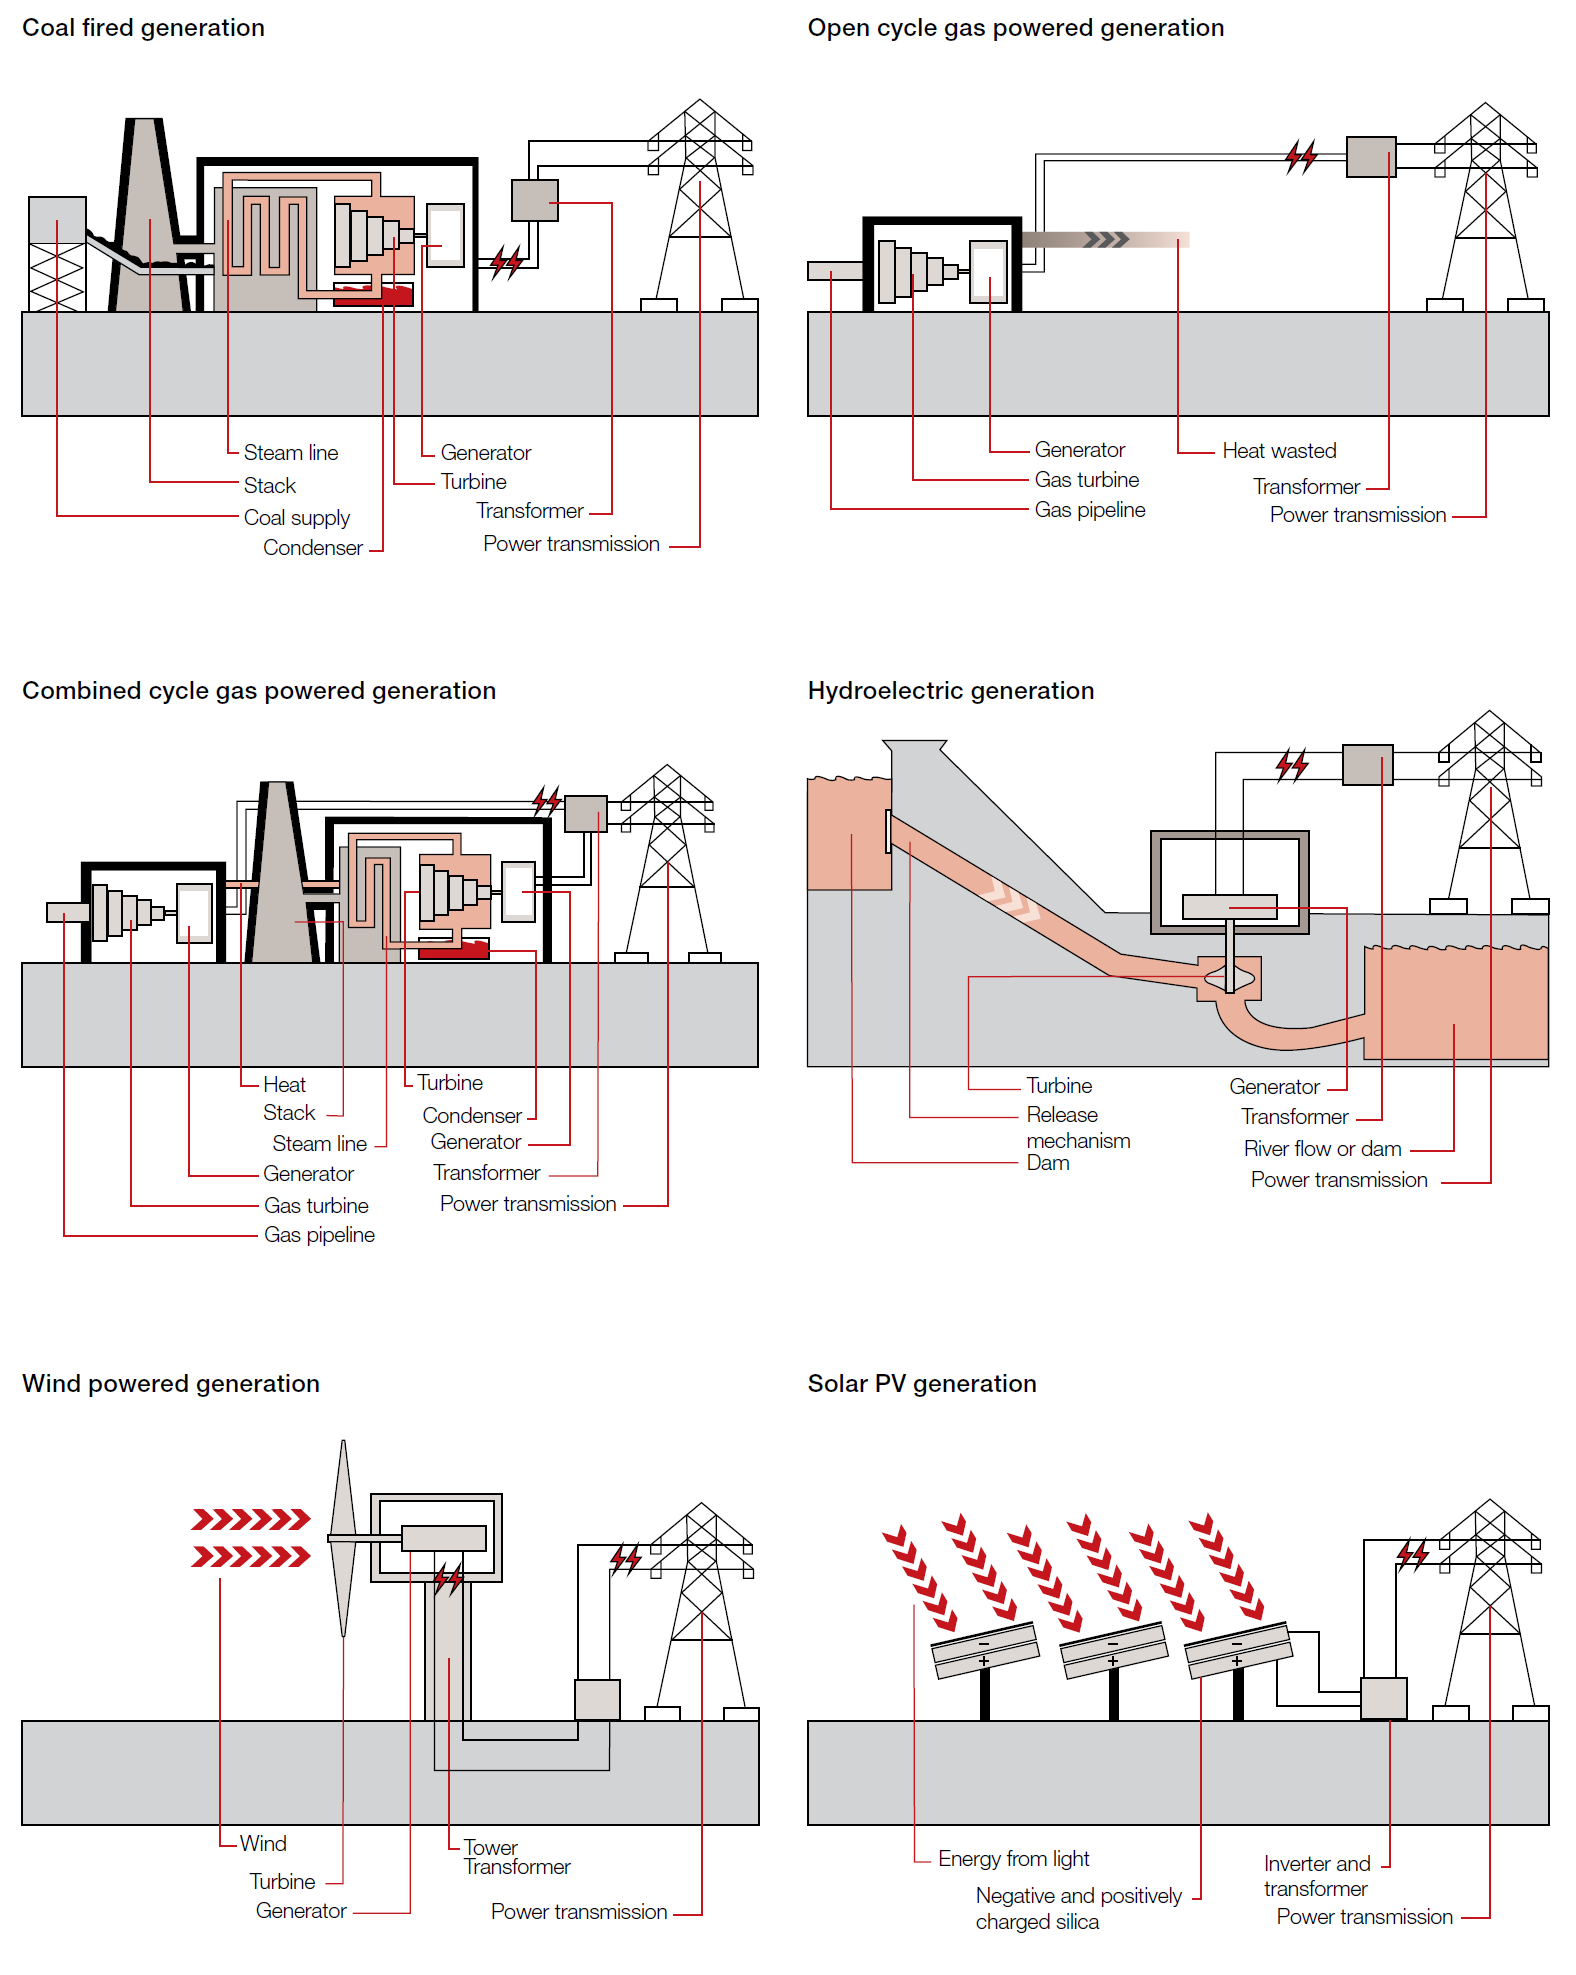 Coal fired generation
Steam line
Stack
Coal supply
Condenser
Generator
Turbine
Transformer
Power transmission
Open cycle gas powered generation
Generator
Gas turbine
Gas pipeline
Heat wasted
Transformer
Power transmission
Combined cycle gas powered generation
Heat
Stack
Steam line
Generator
Gas turbine
Gas pipeline
Turbine
Condenser
Generator
Transformer
Power transmission
Hydroelectric generation
Turbine
Release
mechanism
Dam
Generator
Transformer
River flow or dam
Power transmission
Wind powered generation
Wind
Turbine
Generator
Tower
Transformer
Power transmission
Solar PV generation
− − −
+ + +
Energy from light
Negative and positively
charged silica
Inverter and
transformer
Power transmission